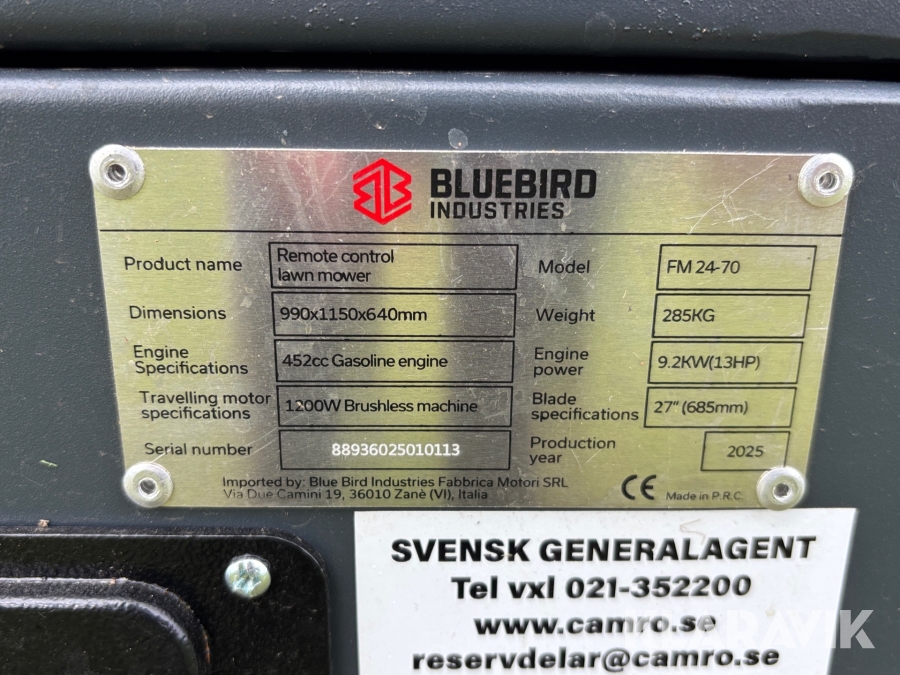 BLUEBIRD
INDUSTRIES
Product name Remote control lawn mower Model FM 24-70
Dimensions 990x1150x640mm Weight 285KG
Engine Specifications 452cc Gasoline engine Engine power 9.2KW(13HP)
Travelling motor specifications 1200W Brushless machine Blade specifications 27" (685mm)
Serial number 88936025010113 Production year 2025
Imported by: Blue Bird Industries Fabbrica Motori SRL
Via Due Camini 19, 36010 Zanè (VI), Italia
CE Made in P.R.C.
SVENSK GENERALAGENT
Tel vxl 021-352200
www.camro.se
reservdelar@camro.se